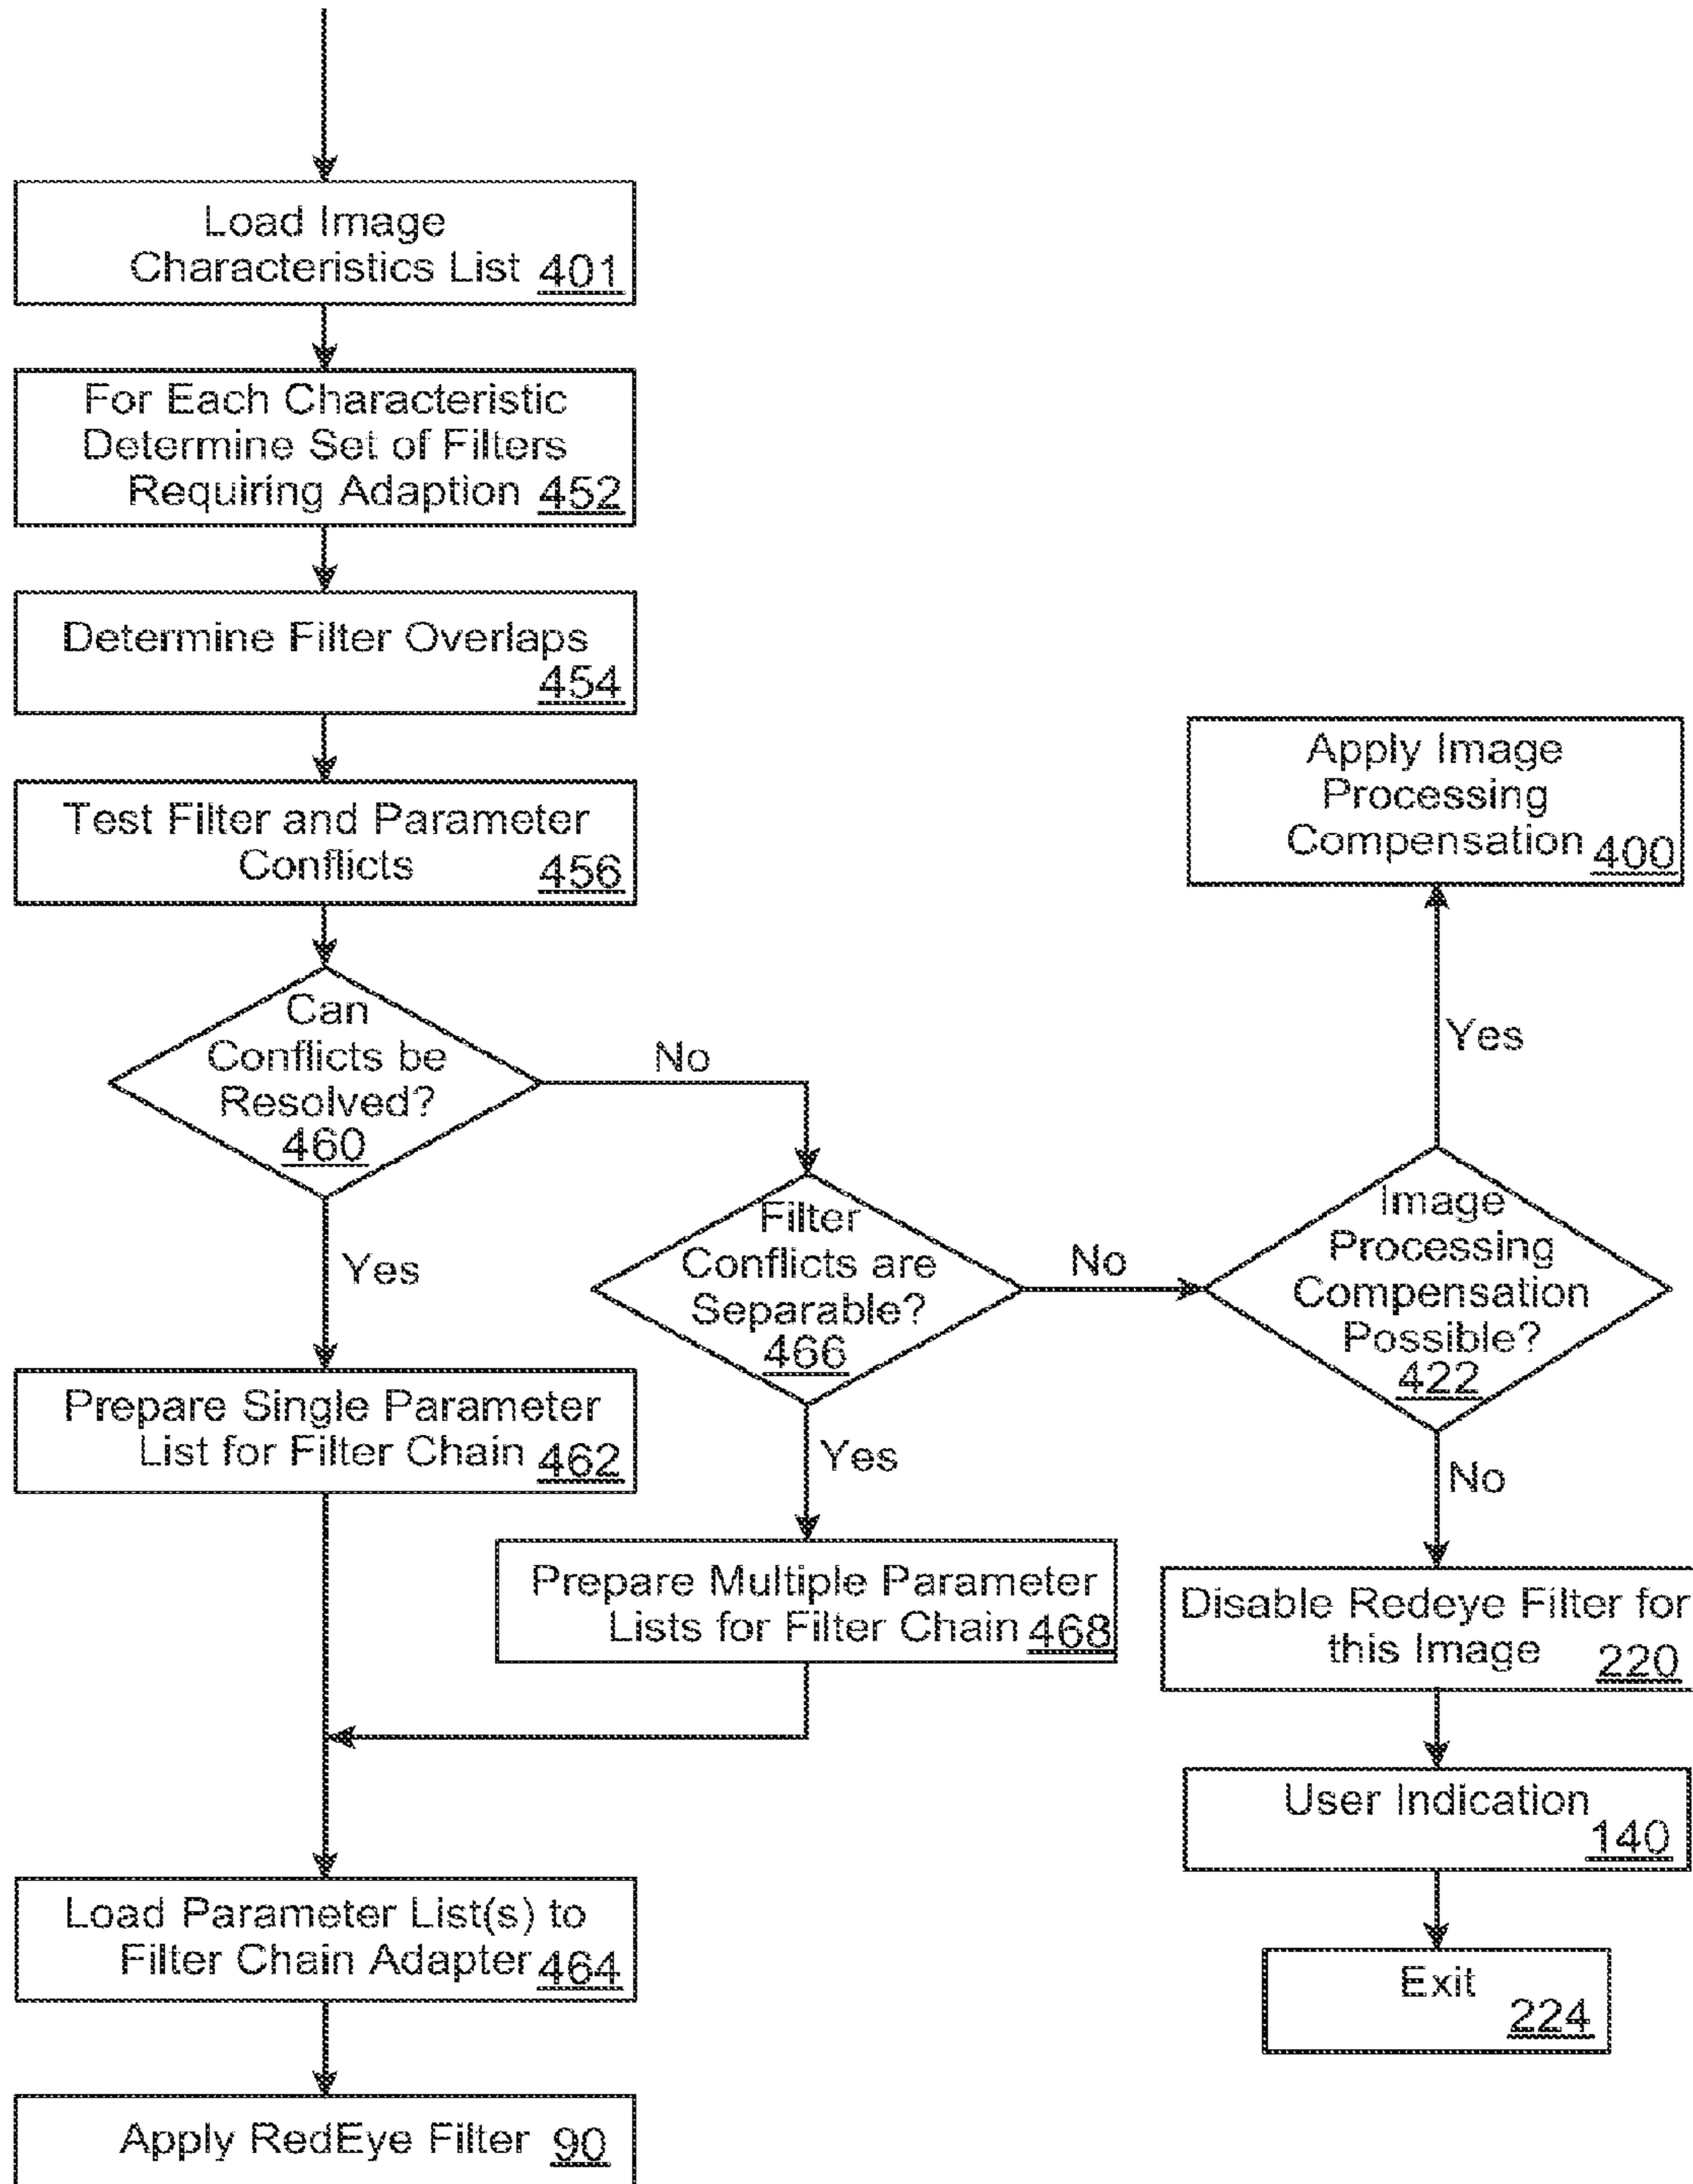 Load Image
Characteristics List 401
For Each Characteristic
Determine Set of Filters
Requiring Adaption 452
Determine Filter Overlaps
454
Test Filter and Parameter
Conflicts 456
Can
Conflicts be
Resolved?
460
No
Yes
Filter
Conflicts are
Separable?
466
No
Yes
Image
Processing
Compensation
Possible?
422
Yes
No
Apply Image
Processing
Compensation 400
Prepare Single Parameter
List for Filter Chain 462
Prepare Multiple Parameter
Lists for Filter Chain 468
Disable Redeye Filter for
this Image 220
User Indication
140
Exit
224
Load Parameter List(s) to
Filter Chain Adapter 464
Apply RedEye Filter 90